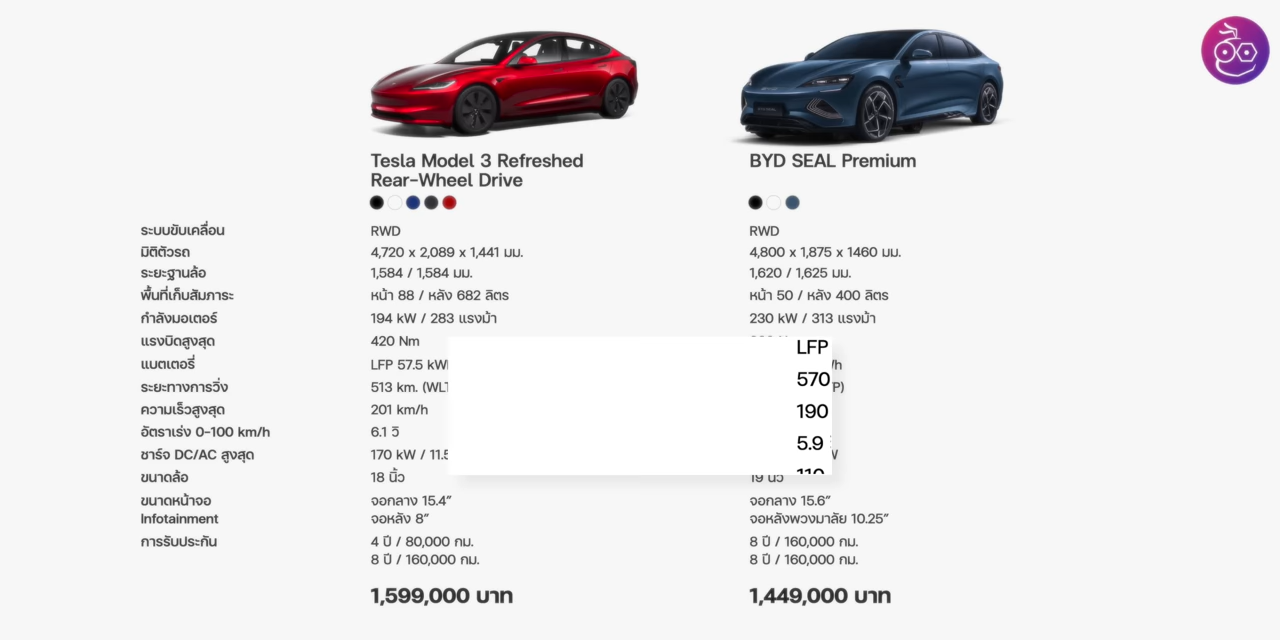 Tesla Model 3 Refreshed BYD SEAL Premium
Rear-Wheel Drive
ระบบขับเคลื่อน RWD RWD
มิติตัวรถ 4,720 x 2,089 x 1,441 มม. 4,800 x 1,875 x 1460 มม.
ระยะฐานล้อ 1,584 / 1,584 มม. 1,620 / 1,625 มม.
พื้นที่เก็บสัมภาระ หน้า 88 / หลัง 682 ลิตร หน้า 50 / หลัง 400 ลิตร
กำลังมอเตอร์ 194 kW / 283 แรงม้า 230 kW / 313 แรงม้า
แรงบิดสูงสุด 420 Nm
แบตเตอรี่ LFP 57.5 LFP
ระยะทางการวิ่ง 513 km. 570
ความเร็วสูงสุด 201 km/h 190
อัตราเร่ง 0-100 km/h 6.1 วิ 5.9
ชาร์จ DC/AC สูงสุด 170 kW /
ขนาดล้อ 18 นิ้ว 19 นิ้ว
ขนาดหน้าจอ จอกลาง 15.4” จอกลาง 15.6”
Infotainment จอหลัง 8” จอหลังพวงมาลัย 10.25”
การรับประกัน 4 ปี / 80,000 กม. 8 ปี / 160,000 กม.
8 ปี / 160,000 กม. 8 ปี / 160,000 กม.
1,599,000 บาท 1,449,000 บาท